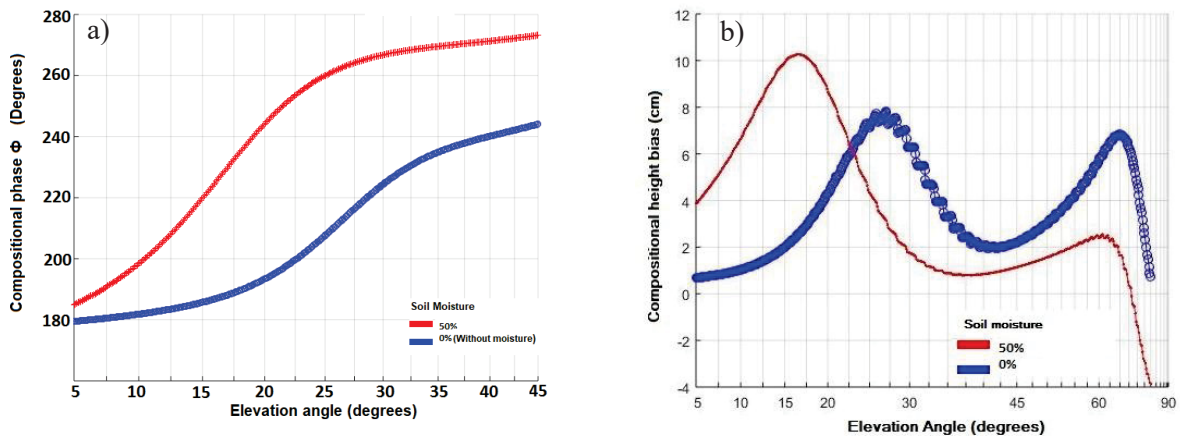 a)
280
260
240
220
200
180
160
5 10 15 20 25 30 35 40 45
Compositional phase Φ (Degrees)
Elevation angle (degrees)
Soil Moisture
50%
0% (Without moisture)
b)
12
10
8
6
4
2
0
-2
-4
5 10 20 30 45 60 90
Compositional height bias (cm)
Elevation Angle (degrees)
Soil moisture
50%
0%